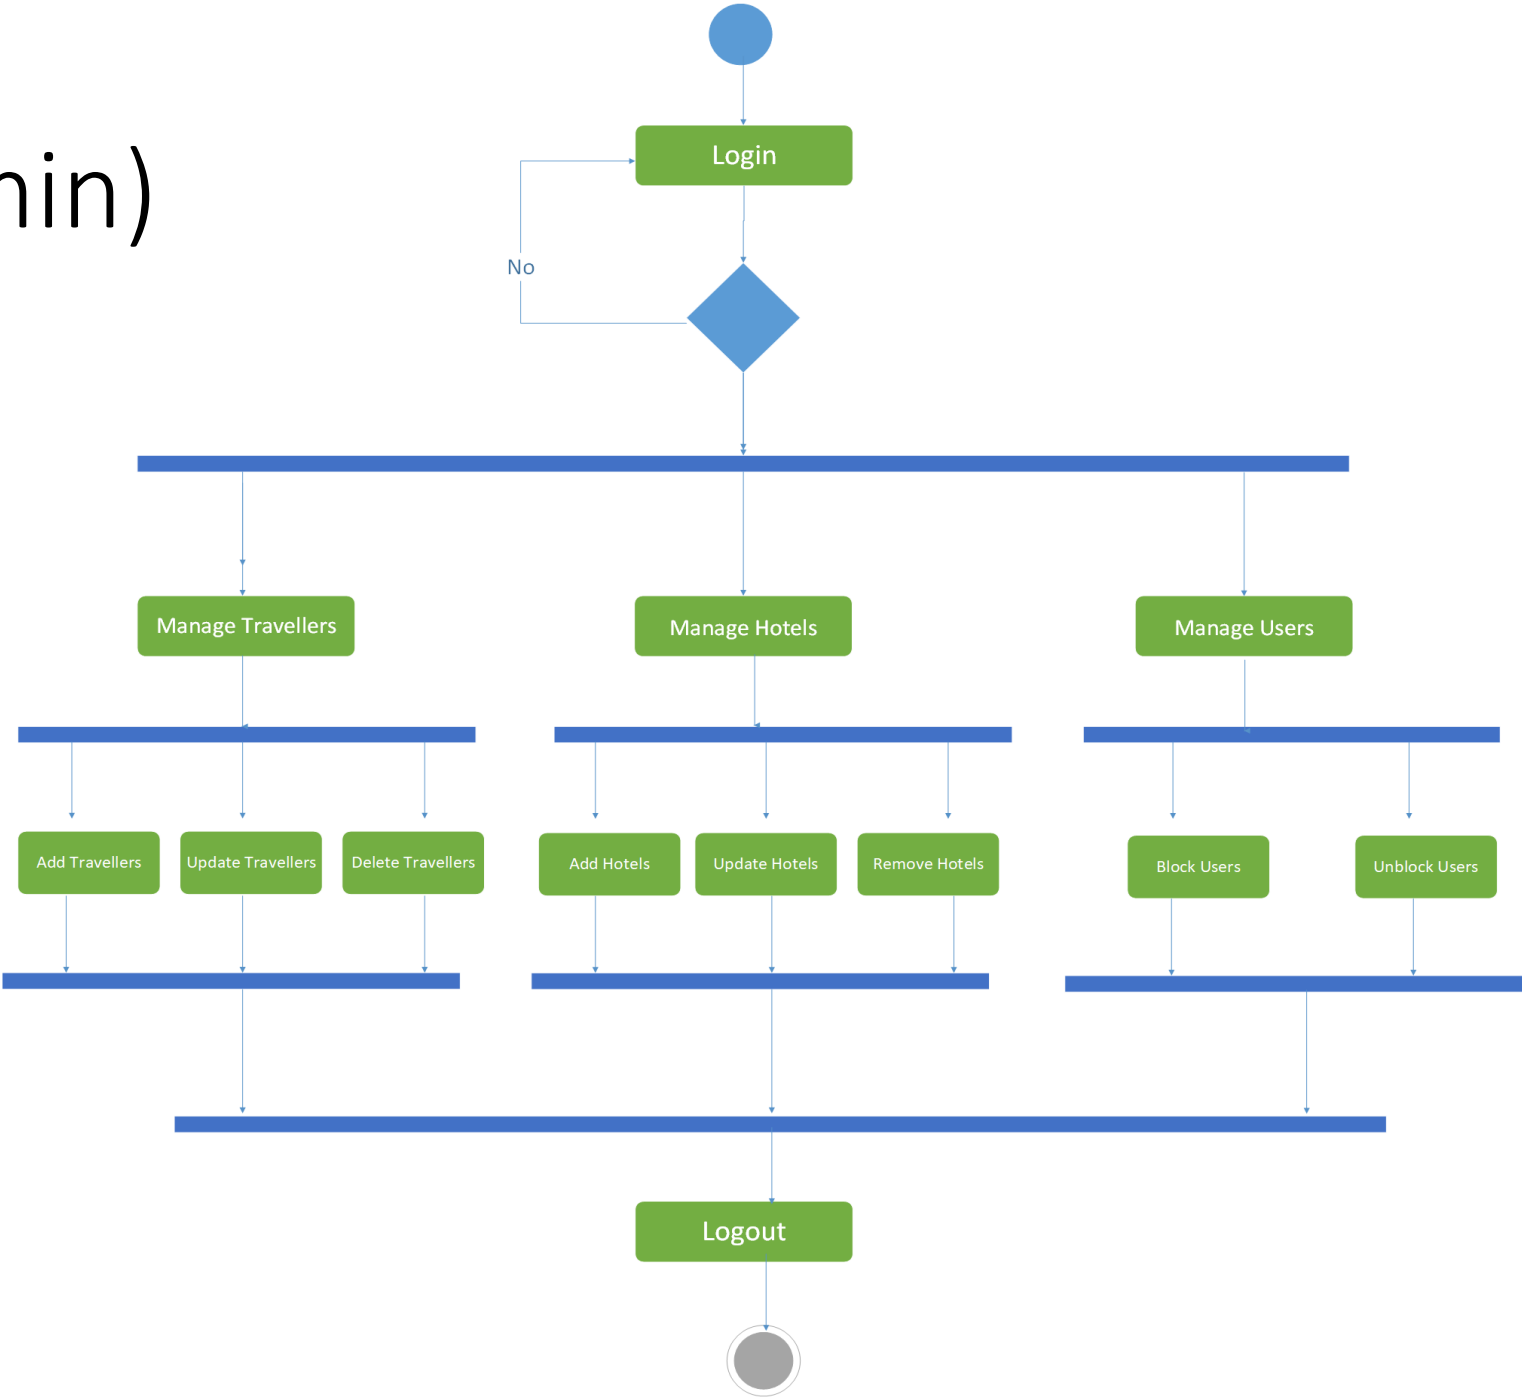 min)
Login
No
Manage Travellers
Manage Hotels
Manage Users
Add Travellers
Update Travellers
Delete Travellers
Add Hotels
Update Hotels
Remove Hotels
Block Users
Unblock Users
Logout